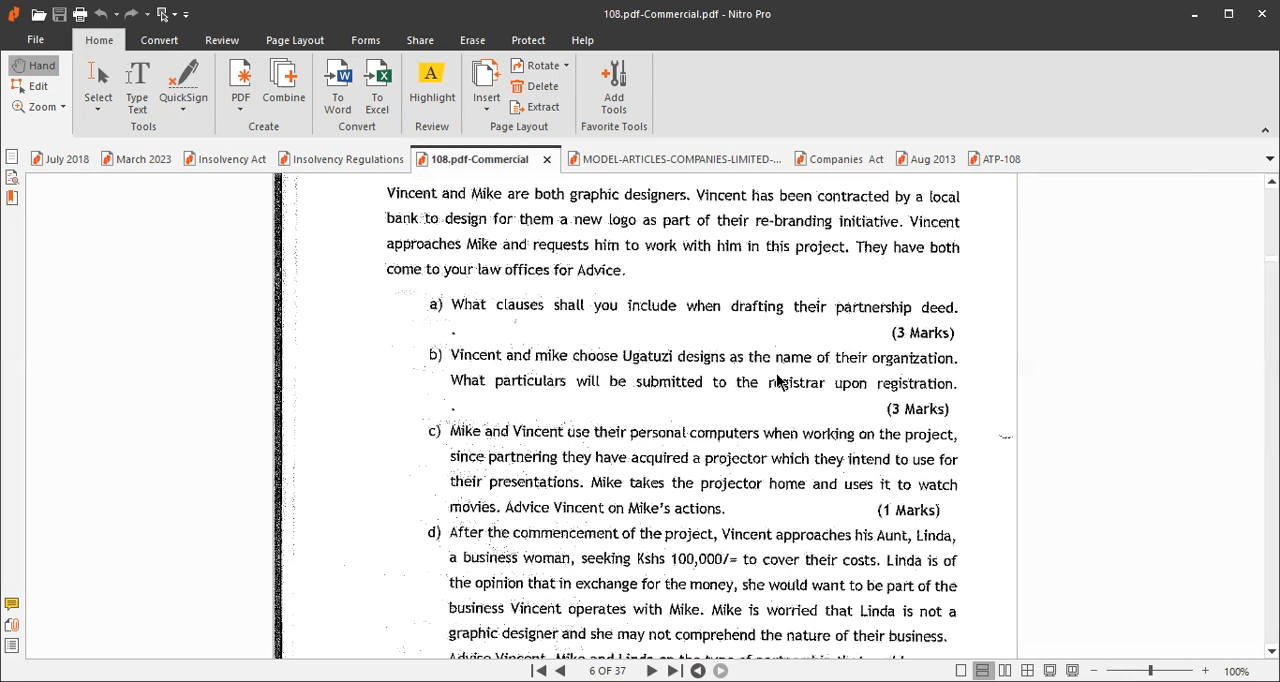 108.pdf-Commercial.pdf - Nitro Pro
File Home Convert Review Page Layout Forms Share Erase Protect Help
Hand
Edit
Zoom
Select
Type Text
QuickSign
PDF
Combine
To Word
To Excel
Highlight
Insert
Rotate
Delete
Extract
Add Tools
Tools Create Convert Review Page Layout Favorite Tools
July 2018 March 2023 Insolvency Act Insolvency Regulations 108.pdf-Commercial MODEL-ARTICLES-COMPANIES-LIMITED-... Companies Act Aug 2013 ATP-108
Vincent and Mike are both graphic designers. Vincent has been contracted by a local
bank to design for them a new logo as part of their re-branding initiative. Vincent
approaches Mike and requests him to work with him in this project. They have both
come to your law offices for Advice.
a) What clauses shall you include when drafting their partnership deed.
(3 Marks)
b) Vincent and mike choose Ugatuzi designs as the name of their organization.
What particulars will be submitted to the registrar upon registration.
(3 Marks)
c) Mike and Vincent use their personal computers when working on the project,
since partnering they have acquired a projector which they intend to use for
their presentations. Mike takes the projector home and uses it to watch
movies. Advice Vincent on Mike's actions. (1 Marks)
d) After the commencement of the project, Vincent approaches his Aunt, Linda,
a business woman, seeking Kshs 100,000/= to cover their costs. Linda is of
the opinion that in exchange for the money, she would want to be part of the
business Vincent operates with Mike. Mike is worried that Linda is not a
graphic designer and she may not comprehend the nature of their business.
6 OF 37
100%